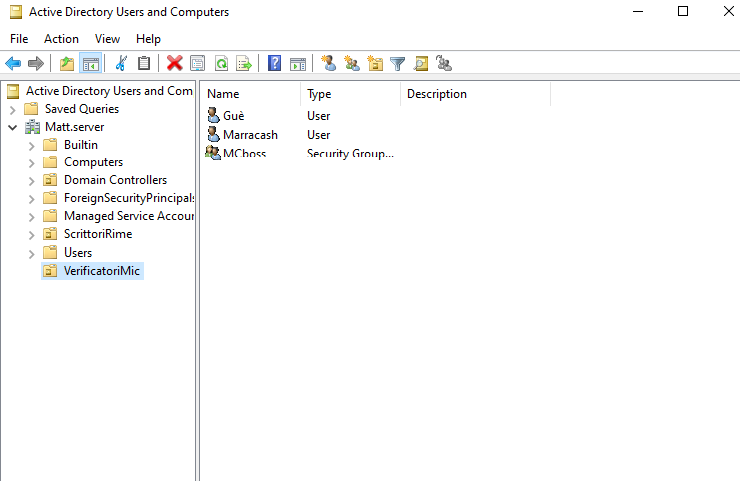 Active Directory Users and Computers
File Action View Help
Active Directory Users and Com
Saved Queries
Matt.server
Builtin
Computers
Domain Controllers
ForeignSecurityPrincipals
Managed Service Accour
ScrittoriRime
Users
VerificatoriMic
Name Type Description
Guè User
Marracash User
MCboss Security Group...